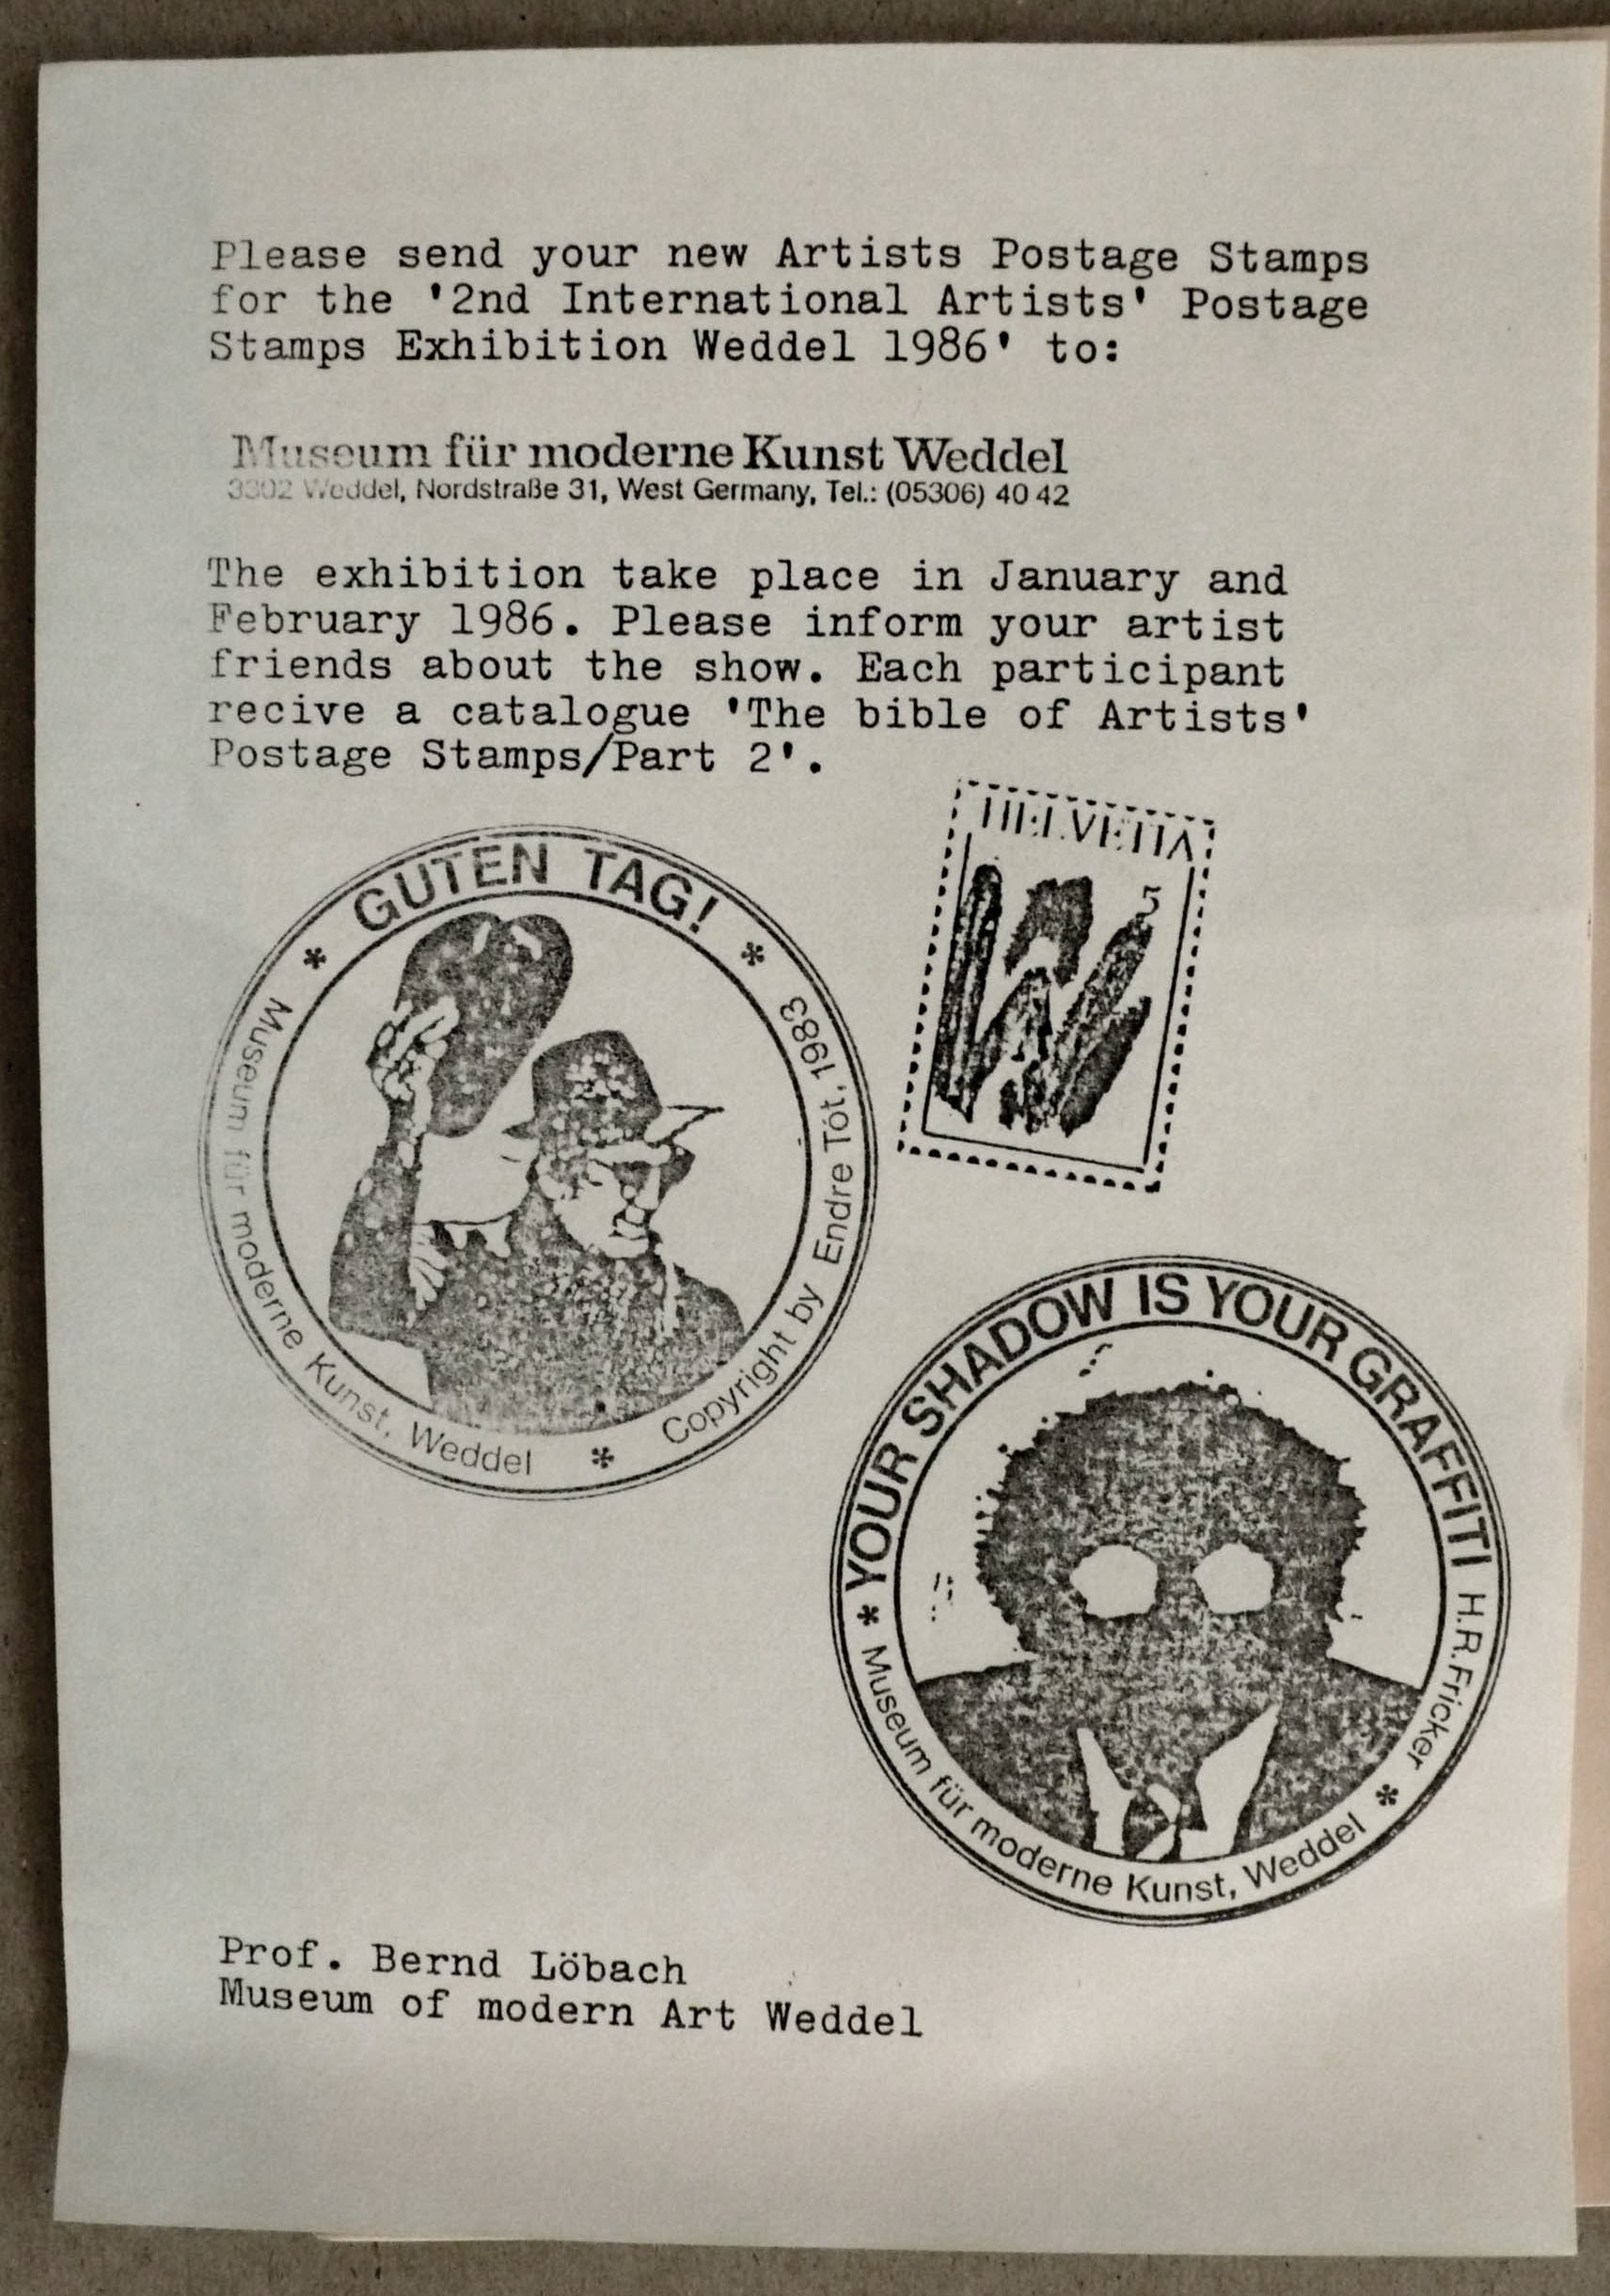 Please send your new Artists Postage Stamps
for the '2nd International Artists' Postage
Stamps Exhibition Weddel 1986' to:
Museum für moderne Kunst Weddel
3302 Weddel, Nordstraße 31, West Germany, Tel.: (05306) 40 42
The exhibition take place in January and
February 1986. Please inform your artist
friends about the show. Each participant
recive a catalogue 'The bible of Artists'
Postage Stamps/Part 2'.
HELVETIA
5
* GUTEN TAG! *
Museum für moderne Kunst, Weddel * Copyright by Endre Tót, 1983
* YOUR SHADOW IS YOUR GRAFFITI H.R.Fricker *
Museum für moderne Kunst, Weddel
Prof. Bernd Löbach
Museum of modern Art Weddel